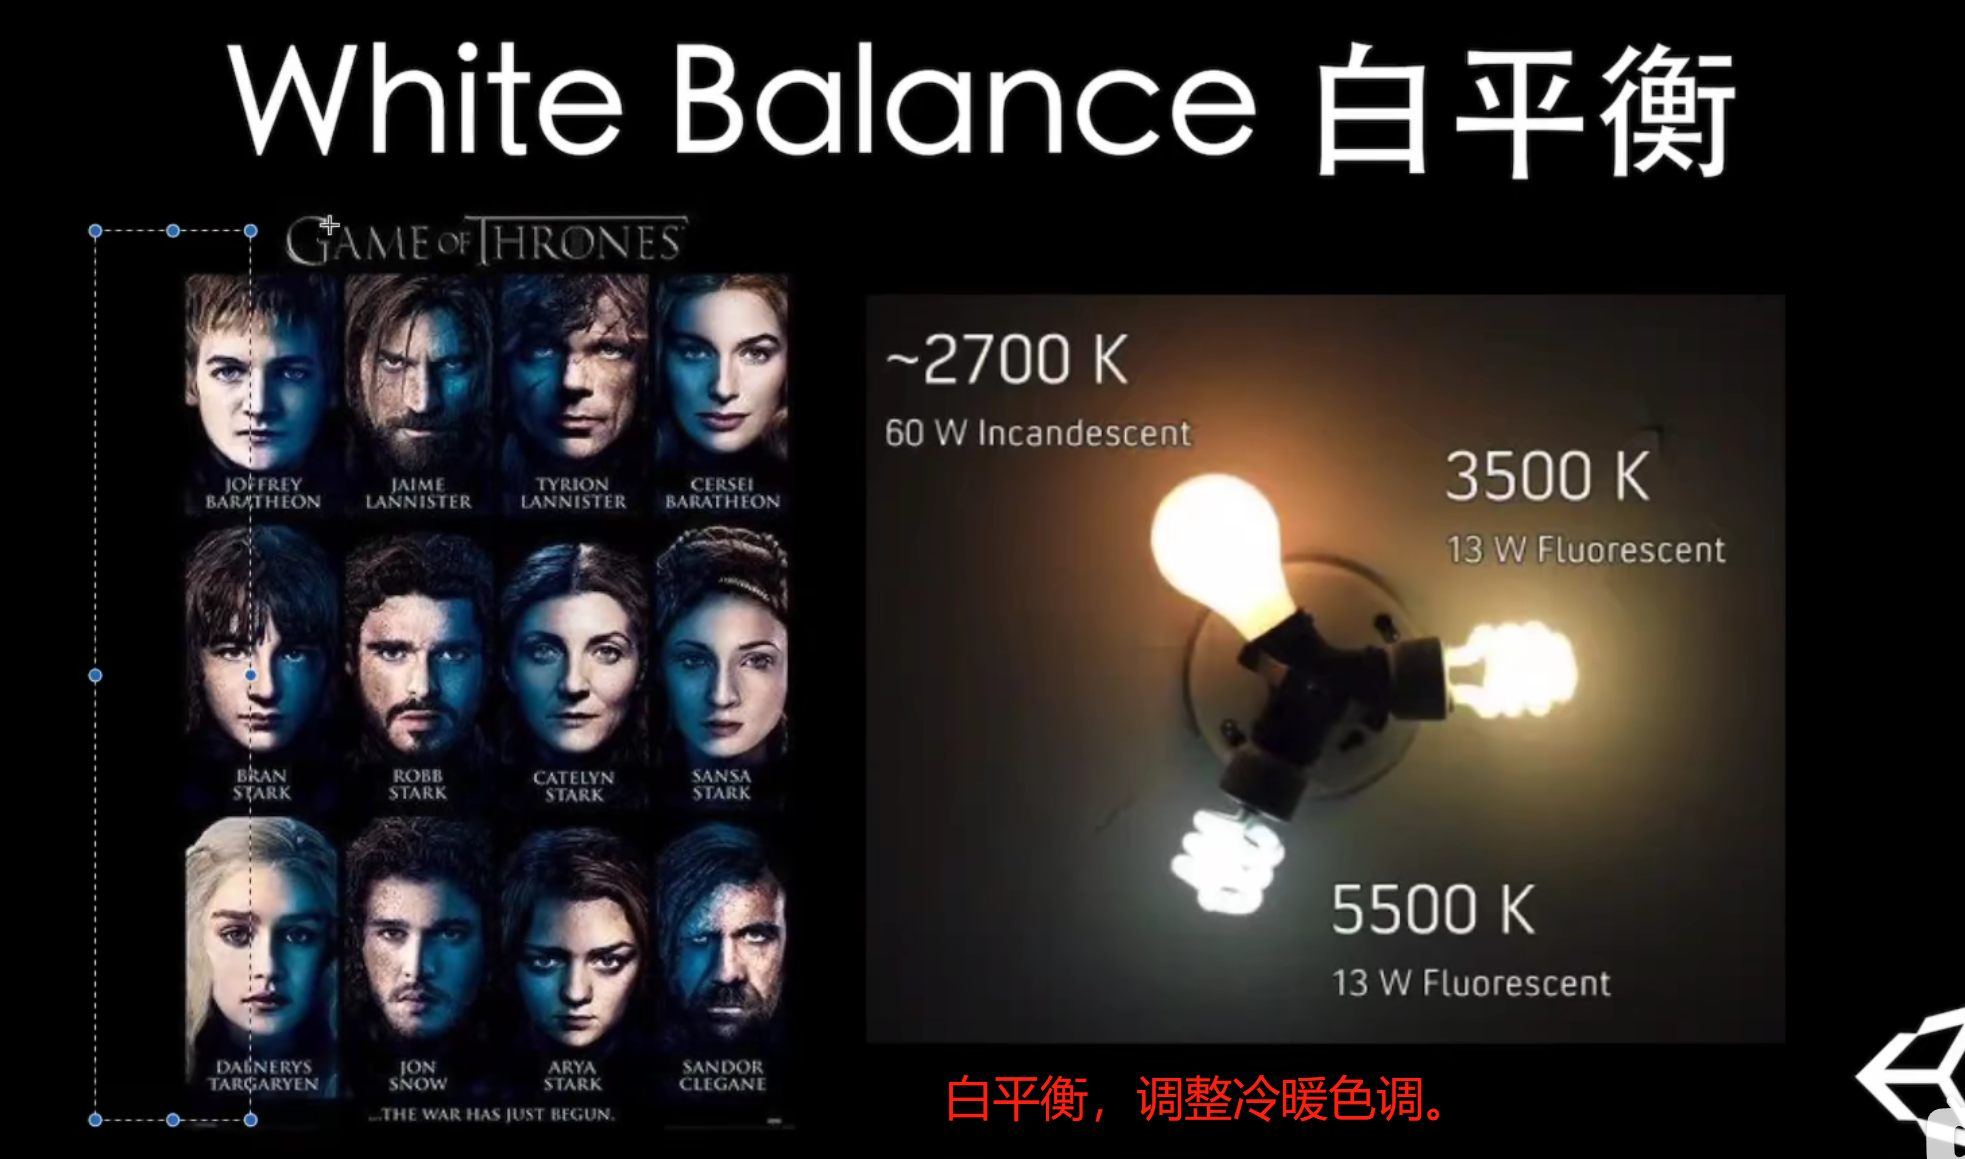 White Balance 白平衡
GAME OF THRONES
JOFFREY
BARATHEON
JAIME
LANNISTER
TYRION
LANNISTER
CERSEI
BARATHEON
BRAN
STARK
ROBB
STARK
CATELYN
STARK
SANSA
STARK
DAENERYS
TARGARYEN
JON
SNOW
ARYA
STARK
SANDOR
CLEGANE
...THE WAR HAS JUST BEGUN.
~2700 K
60 W Incandescent
3500 K
13 W Fluorescent
5500 K
13 W Fluorescent
白平衡，调整冷暖色调。